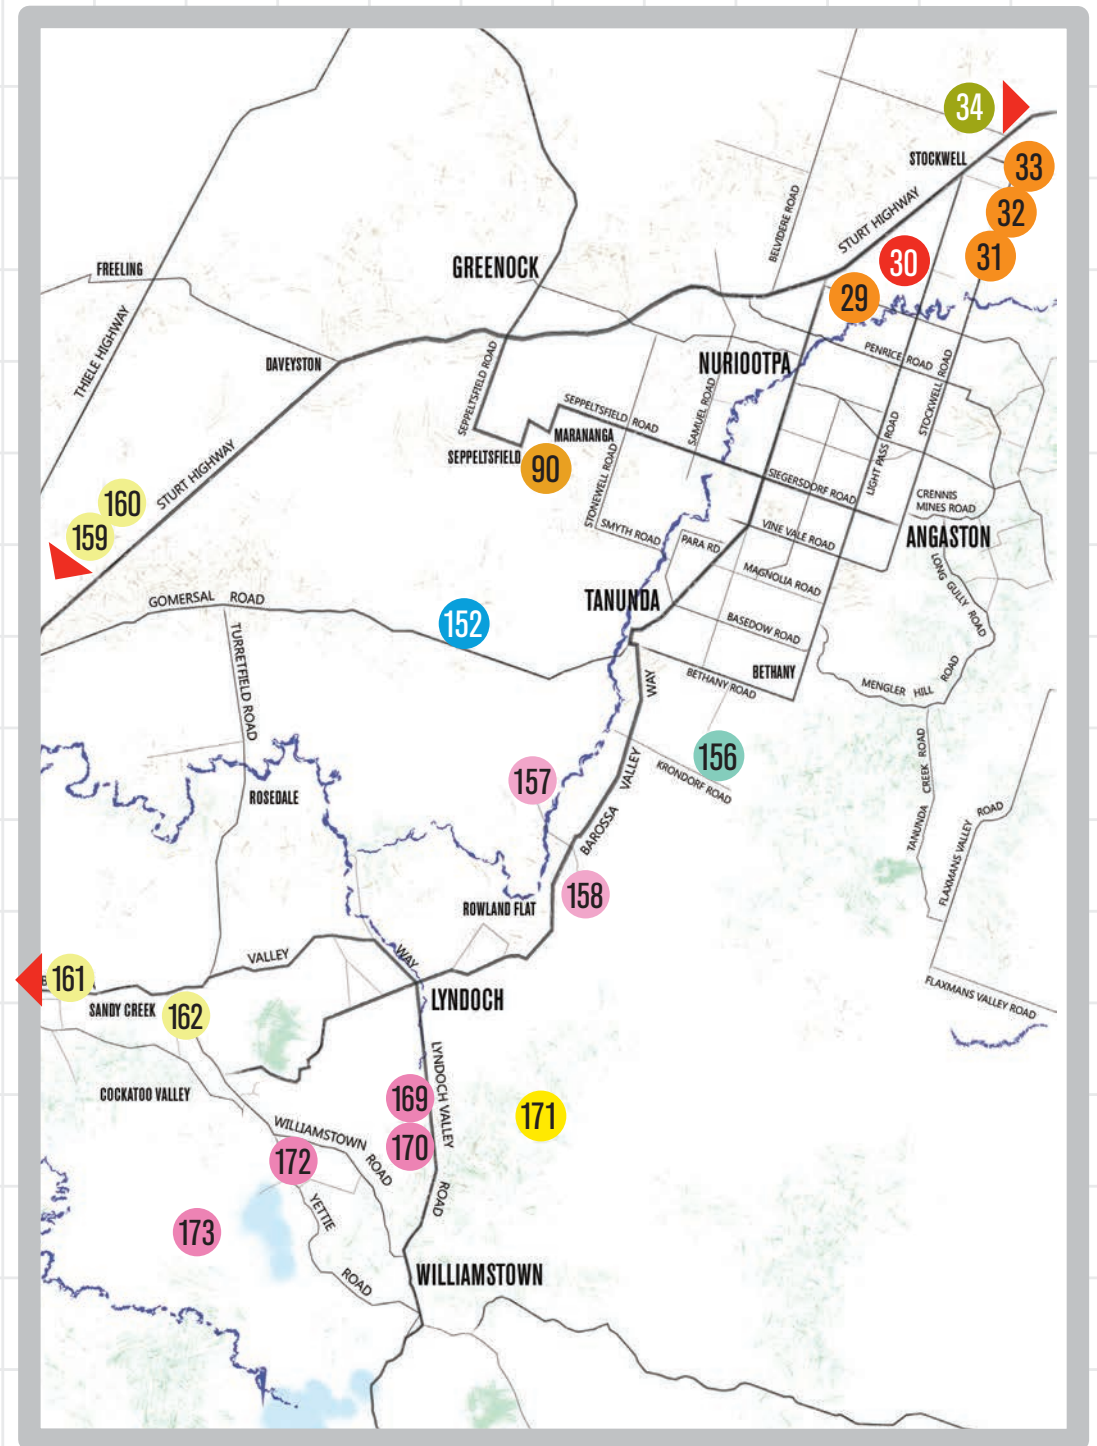 34
STOCKWELL
33
32
31
30
29
BELVIDERE ROAD
STURT HIGHWAY
FREELING
GREENOCK
THIELE HIGHWAY
DAVEYSTON
NURIOOTPA
PENRICE ROAD
SEPPELTSFIELD ROAD
SEPPELTSFIELD ROAD
SAMUEL ROAD
STOCKWELL ROAD
LIGHT PASS ROAD
MARANANGA
SEPPELTSFIELD
90
STONEWELL ROAD
SIEGERSDORF ROAD
STURT HIGHWAY
160
159
CRENNIS
MINES ROAD
ANGASTON
SMYTH ROAD
PARA RD
VINE VALE ROAD
LONG GULLY ROAD
MAGNOLIA ROAD
GOMERSAL ROAD
152
TANUNDA
BASEDOW ROAD
TURRETFIELD ROAD
BETHANY
BETHANY ROAD
MENGLER HILL ROAD
BAROSSA VALLEY WAY
156
KRONDORF ROAD
157
TANUNDA CREEK ROAD
ROSEDALE
FLAXMANS VALLEY ROAD
158
ROWLAND FLAT
VALLEY WAY
161
SANDY CREEK
162
LYNDOCH
FLAXMANS VALLEY ROAD
COCKATOO VALLEY
LYNDOCH VALLEY ROAD
169
171
WILLIAMSTOWN ROAD
170
172
YETTIE ROAD
173
WILLIAMSTOWN